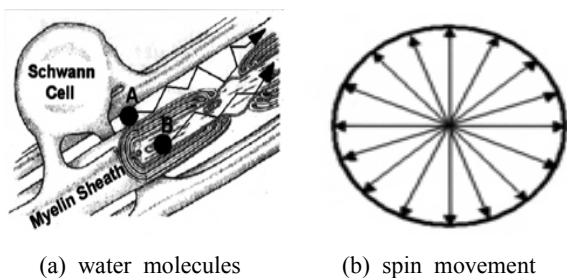 Schwann
Cell
A
B
Myelin Sheath
(a) water molecules
(b) spin movement